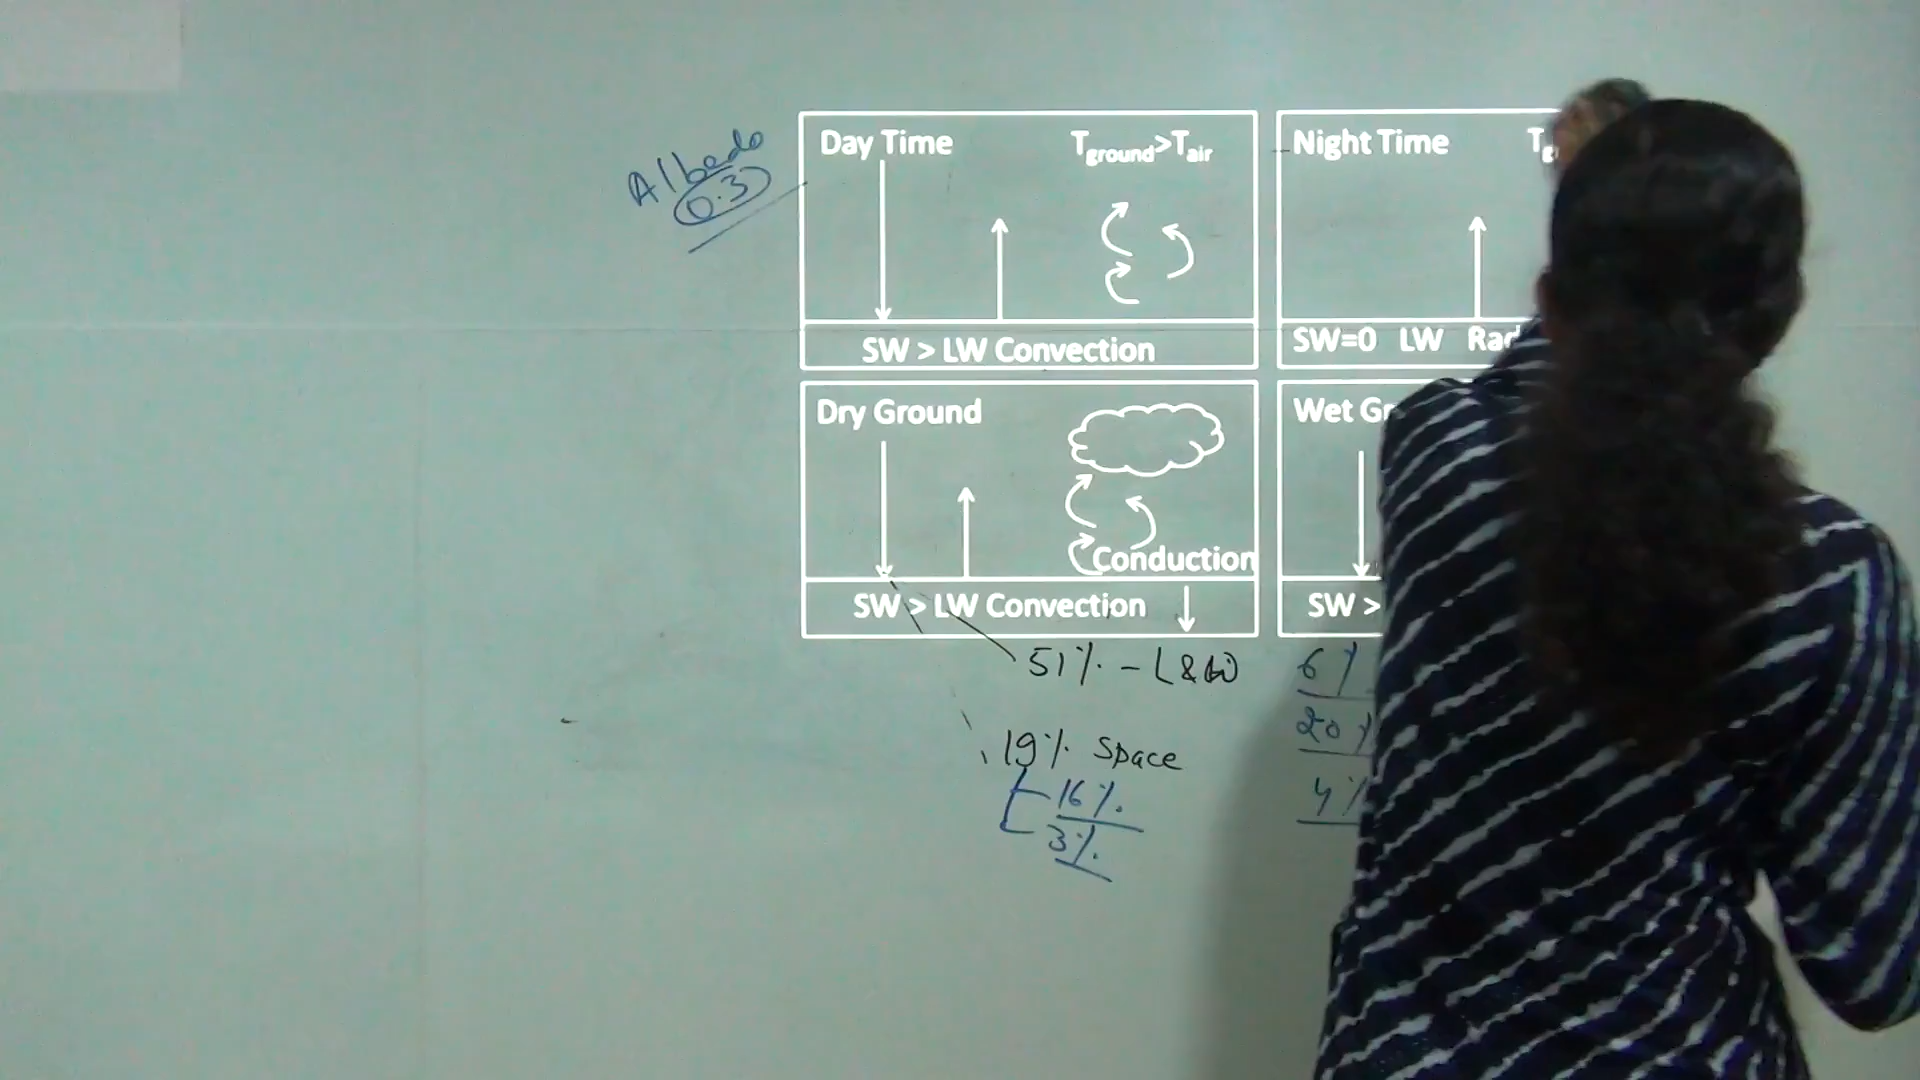 Albedo
0.3
Day Time Tground>Tair
SW > LW Convection
Night Time
SW=0 LW
Dry Ground
Conduction
SW > LW Convection
Wet
SW >
51% - L&W
19% Space
16%.
3%.
6%
20%
4%